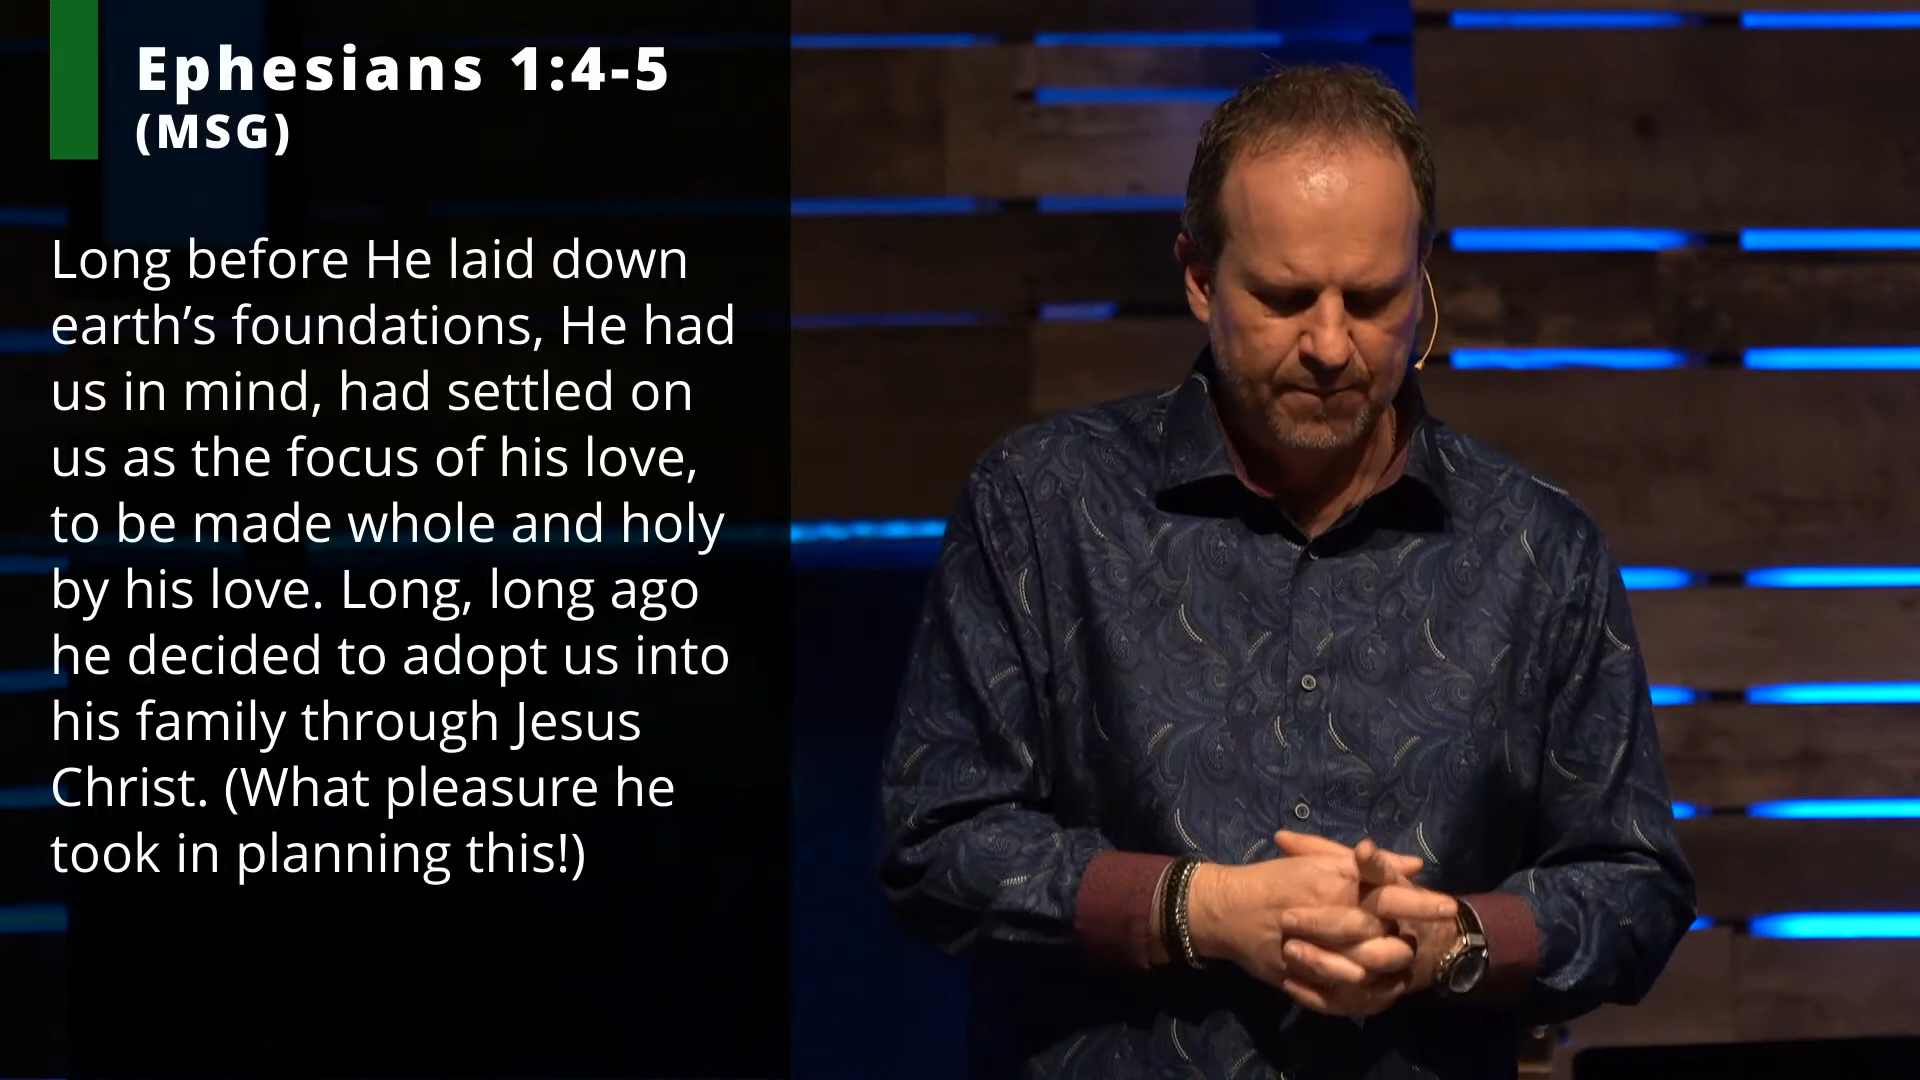 Ephesians 1:4-5
(MSG)
Long before He laid down
earth’s foundations, He had
us in mind, had settled on
us as the focus of his love,
to be made whole and holy
by his love. Long, long ago
he decided to adopt us into
his family through Jesus
Christ. (What pleasure he
took in planning this!)